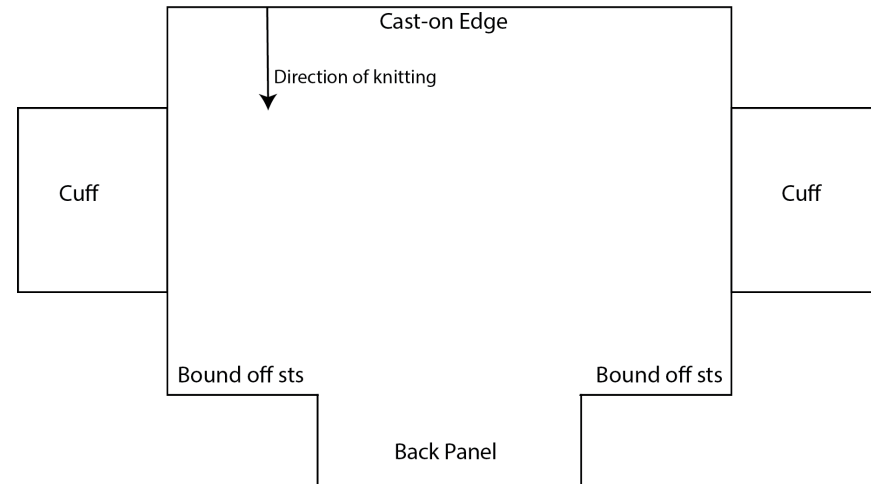 Cast-on Edge
Direction of knitting
Cuff
Cuff
Bound off sts
Bound off sts
Back Panel